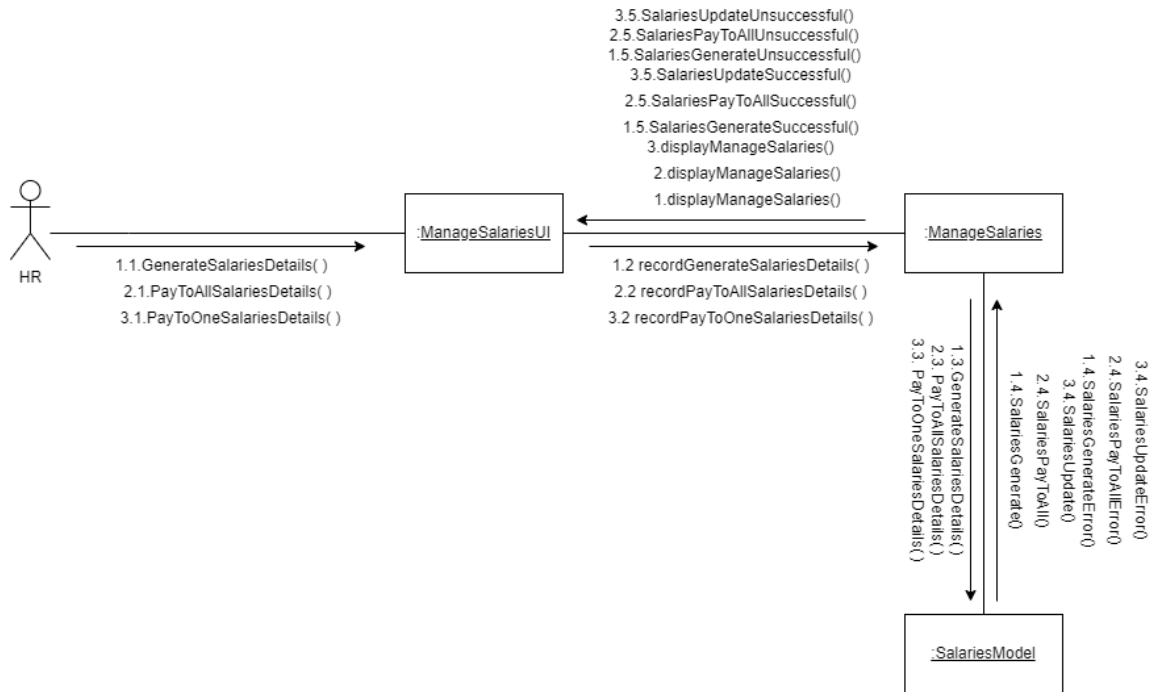 3.5.SalariesUpdateUnsuccessful()
2.5.SalariesPayToAllUnsuccessful()
1.5.SalariesGenerateUnsuccessful()
3.5.SalariesUpdateSuccessful()
2.5.SalariesPayToAllSuccessful()
1.5.SalariesGenerateSuccessful()
3.displayManageSalaries()
2.displayManageSalaries()
1.displayManageSalaries()
HR
:ManageSalariesUI
:ManageSalaries
1.1.GenerateSalariesDetails( )
2.1.PayToAllSalariesDetails( )
3.1.PayToOneSalariesDetails( )
1.2 recordGenerateSalariesDetails( )
2.2 recordPayToAllSalariesDetails( )
3.2 recordPayToOneSalariesDetails( )
1.3.GenerateSalariesDetails( )
2.3. PayToAllSalariesDetails( )
3.3. PayToOneSalariesDetails( )
3.4.SalariesUpdateError()
2.4.SalariesPayToAllError()
1.4.SalariesGenerateError()
3.4.SalariesUpdate()
2.4.SalariesPayToAll()
1.4.SalariesGenerate()
:SalariesModel